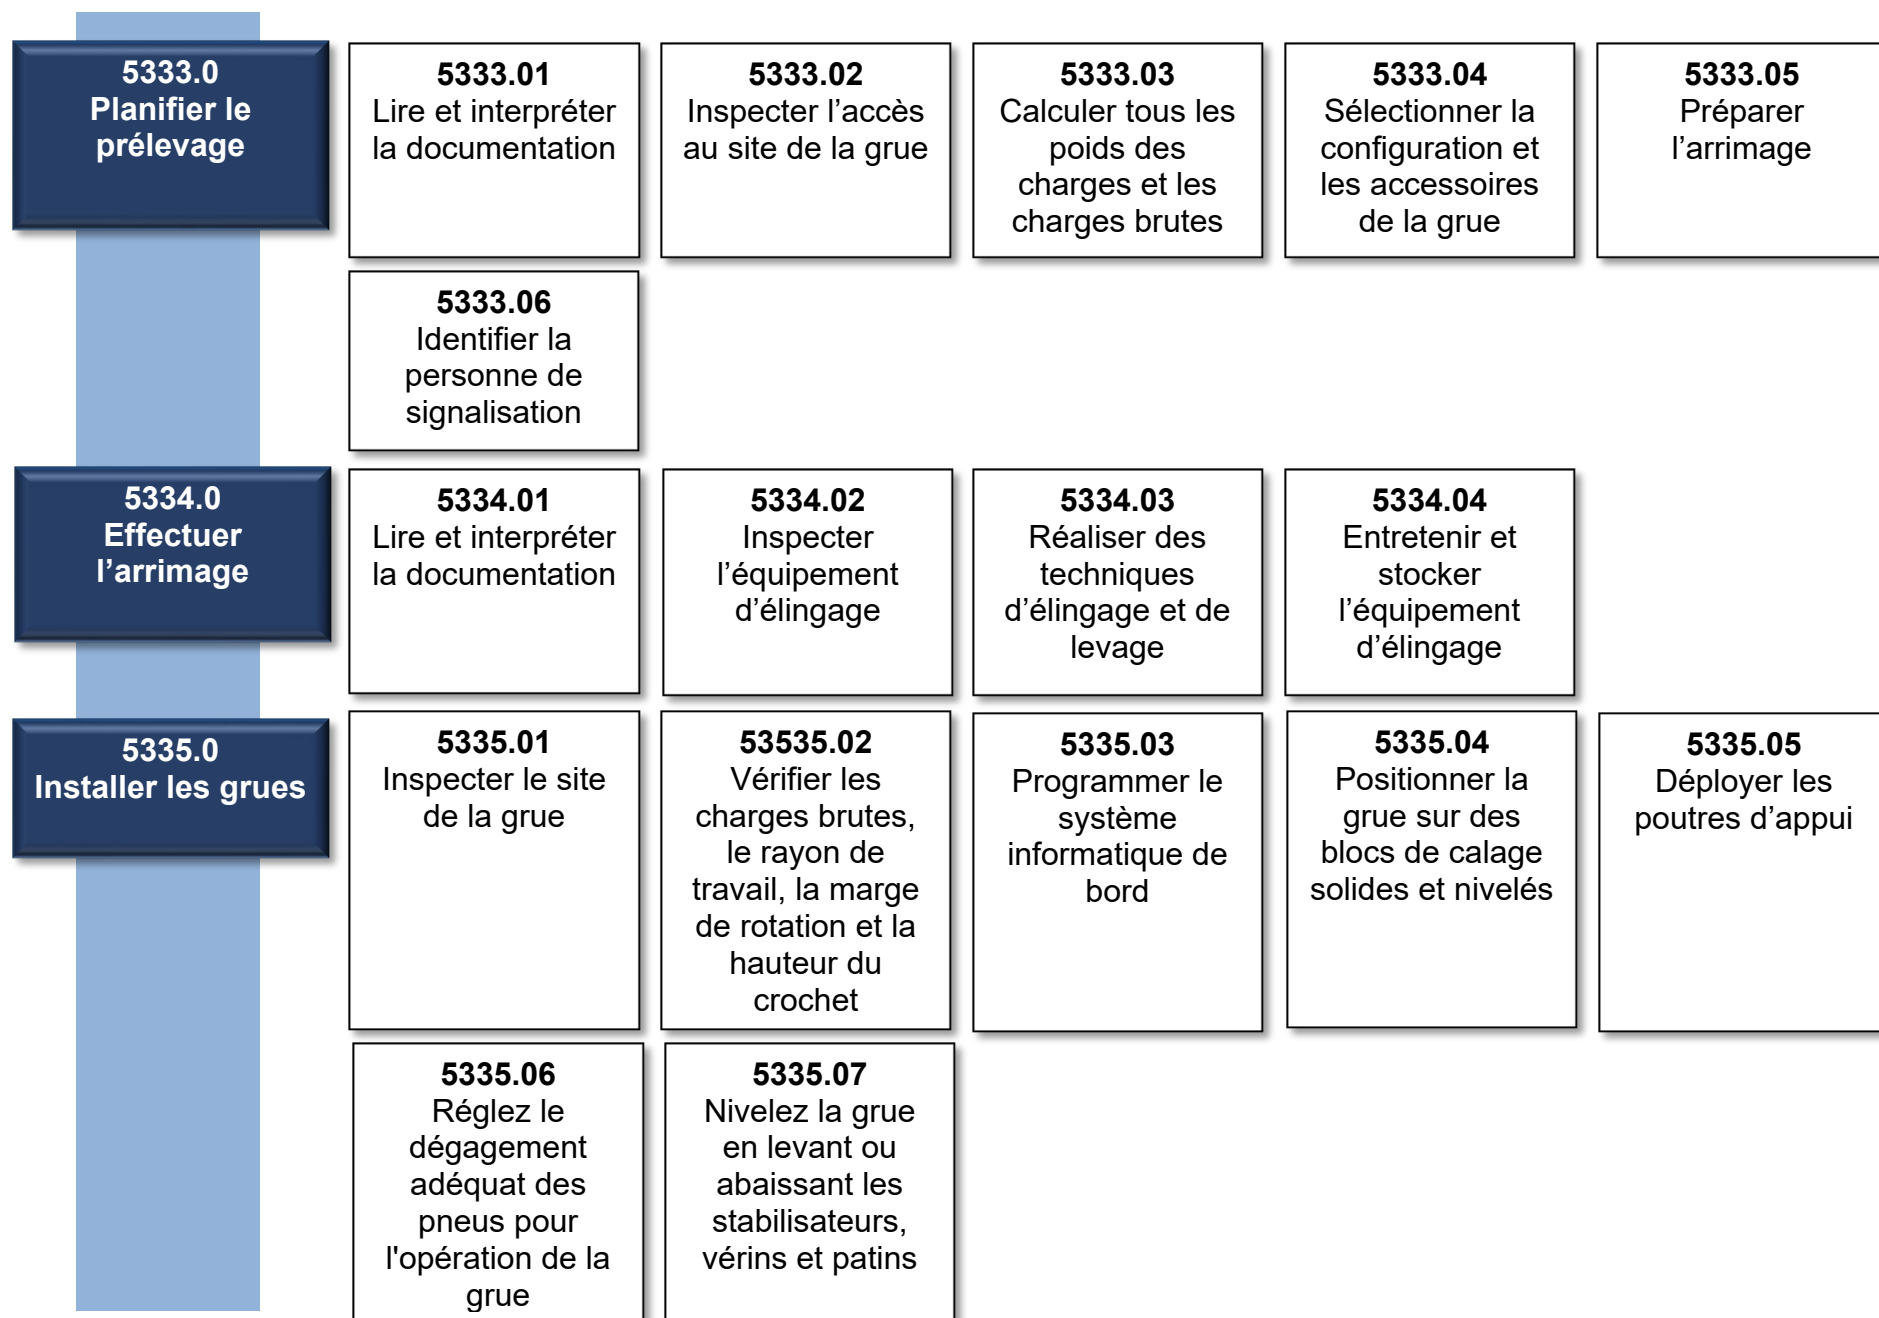 5333.0
Planifier le
prélevage
5333.01
Lire et interpréter
la documentation
5333.02
Inspecter l’accès
au site de la grue
5333.03
Calculer tous les
poids des
charges et les
charges brutes
5333.04
Sélectionner la
configuration et
les accessoires
de la grue
5333.05
Préparer
l’arrimage
5333.06
Identifier la
personne de
signalisation
5334.0
Effectuer
l’arrimage
5334.01
Lire et interpréter
la documentation
5334.02
Inspecter
l’équipement
d’élingage
5334.03
Réaliser des
techniques
d’élingage et de
levage
5334.04
Entretenir et
stocker
l’équipement
d’élingage
5335.0
Installer les grues
5335.01
Inspecter le site
de la grue
53535.02
Vérifier les
charges brutes,
le rayon de
travail, la marge
de rotation et la
hauteur du
crochet
5335.03
Programmer le
système
informatique de
bord
5335.04
Positionner la
grue sur des
blocs de calage
solides et nivelés
5335.05
Déployer les
poutres d’appui
5335.06
Réglez le
dégagement
adéquat des
pneus pour
l'opération de la
grue
5335.07
Nivelez la grue
en levant ou
abaissant les
stabilisateurs,
vérins et patins